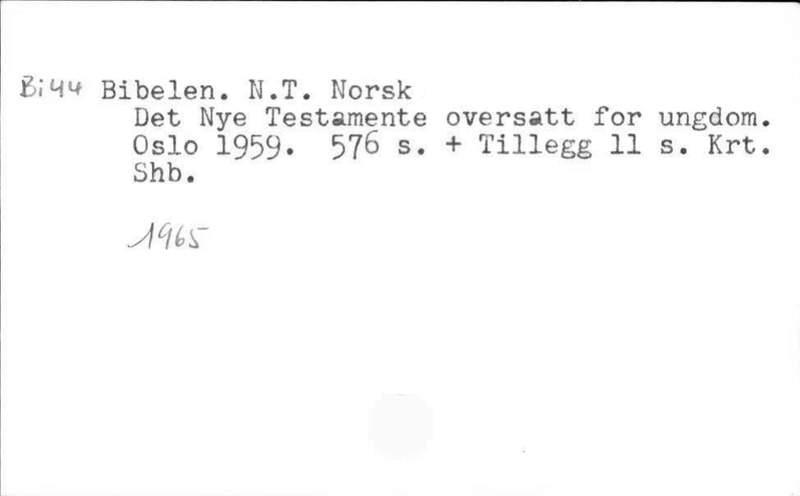 Bi44 Bibelen. N.T. Norsk
Det Nye Testamente oversatt for ungdom.
Oslo 1959. 576 s. + Tillegg 11 s. Krt.
Shb.
1965